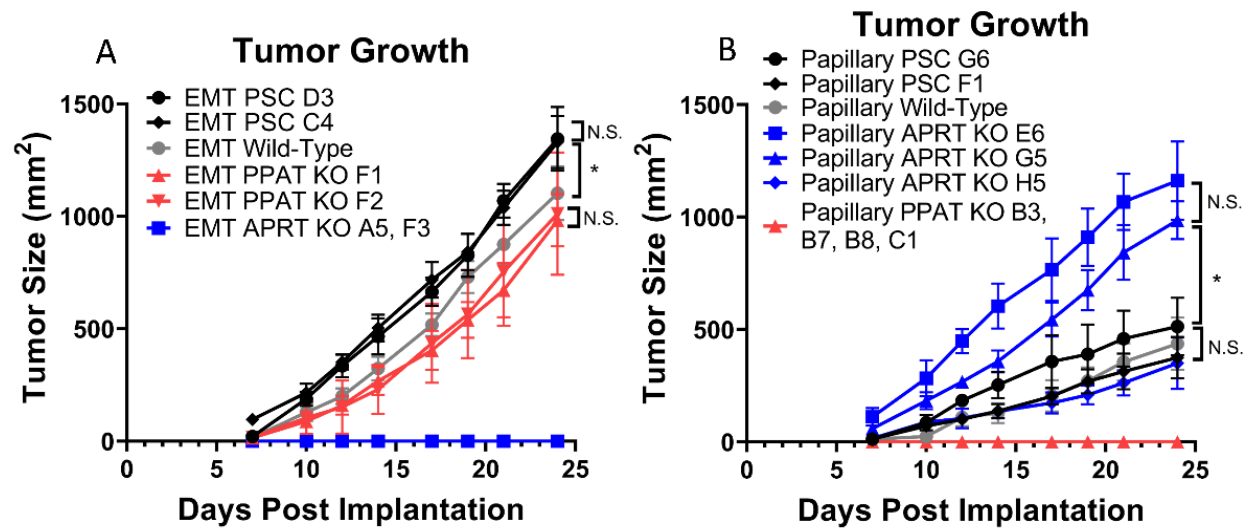 A
Tumor Growth
EMT PSC D3
EMT PSC C4
EMT Wild-Type
EMT PPAT KO F1
EMT PPAT KO F2
EMT APRT KO A5, F3
1500
1000
500
0
Tumor Size (mm²)
0 5 10 15 20 25
Days Post Implantation
N.S.
*
N.S.
B
Tumor Growth
Papillary PSC G6
Papillary PSC F1
Papillary Wild-Type
Papillary APRT KO E6
Papillary APRT KO G5
Papillary APRT KO H5
Papillary PPAT KO B3,
B7, B8, C1
1500
1000
500
0
Tumor Size (mm²)
0 5 10 15 20 25
Days Post Implantation
N.S.
*
N.S.